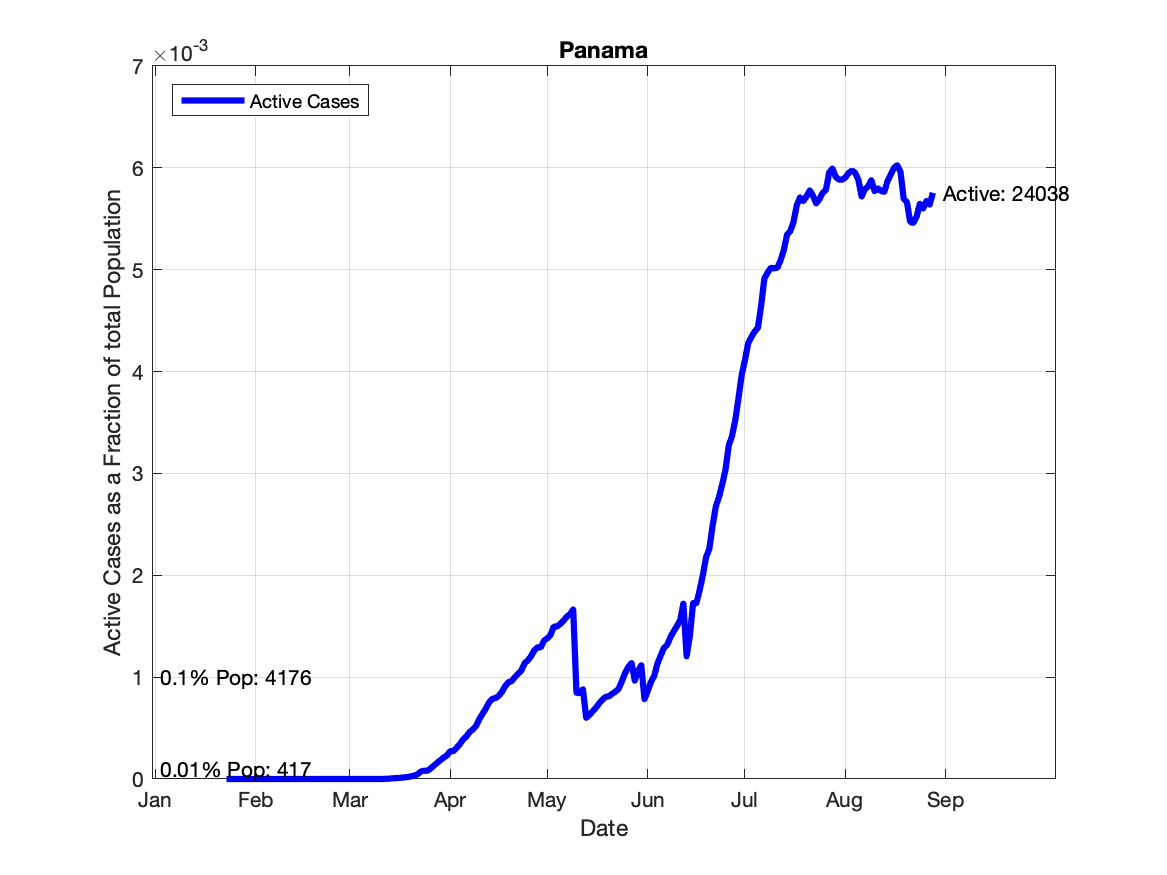 Panama
×10-3
Active Cases
7
6
5
4
3
2
1
0
Active Cases as a Fraction of total Population
Active: 24038
0.1% Pop: 4176
0.01% Pop: 417
Jan Feb Mar Apr May Jun Jul Aug Sep
Date